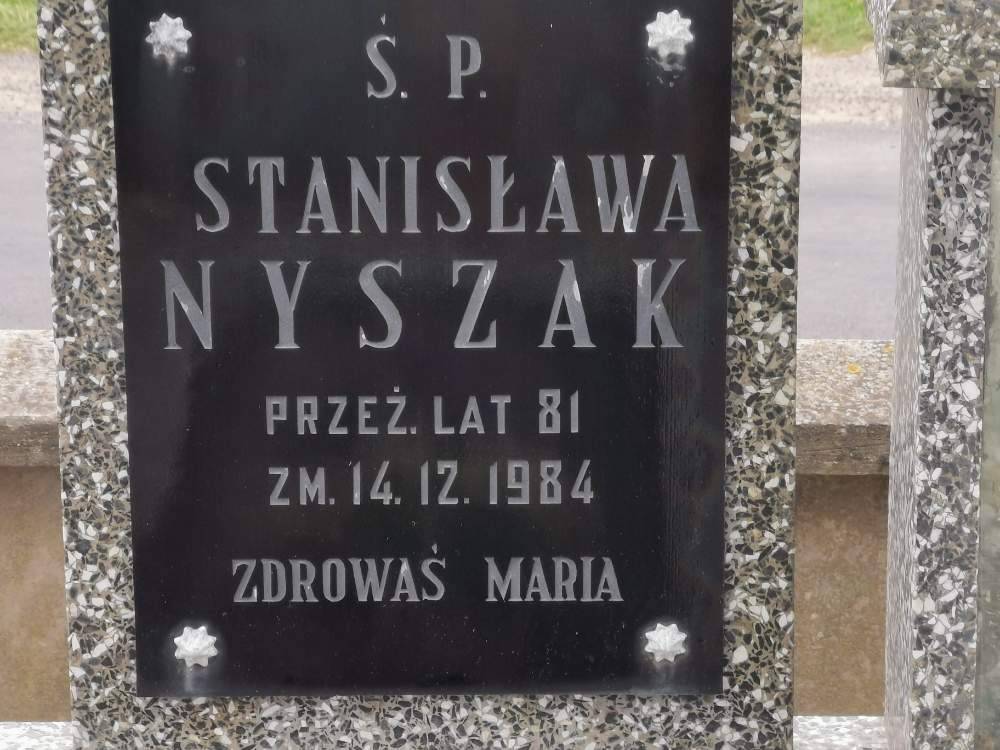 Ś. P.
STANISŁAWA
NYSZAK
PRZEŻ. LAT 81
ZM. 14. 12. 1984
ZDROWAŚ MARIA